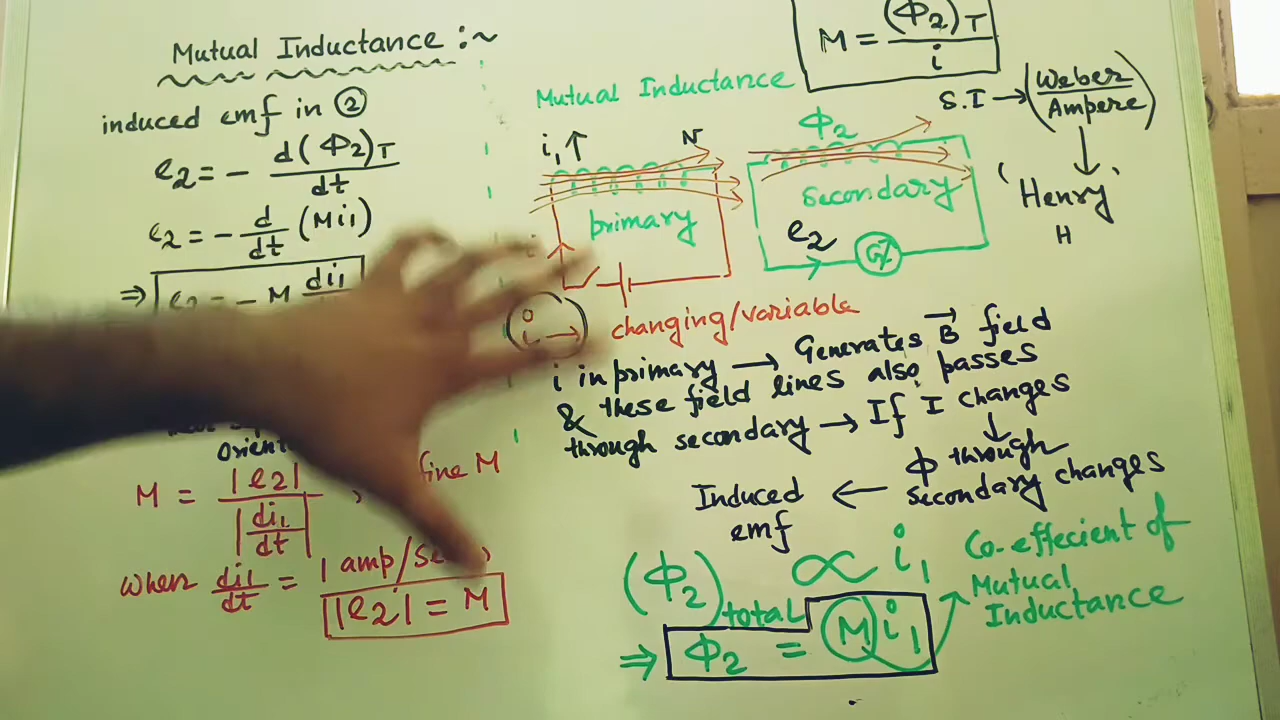 Mutual Inductance :~
induced emf in ②
e₂ = - d(Φ₂)T / dt
e₂ = - d/dt (Mi₁)
⇒ e₂ = - M di₁
Orient
M = |e₂| / |di₁/dt| , fine M
when di₁/dt = 1 amp/Sec
|e₂| = M
M = (Φ₂)T / i
Mutual Inductance
S.I → (Weber/Ampere)
↓
'Henry'
H
i₁↑
N
Φ₂
primary
secondary
e₂
G
i → changing/variable
i in primary → Generates B⃗ field
& these field lines also passes
through secondary → If I changes
↓
Φ through
secondary changes
Induced emf ←
(Φ₂)total ∝ i₁
Co-effecient of
Mutual
Inductance
⇒ Φ₂ = M i₁